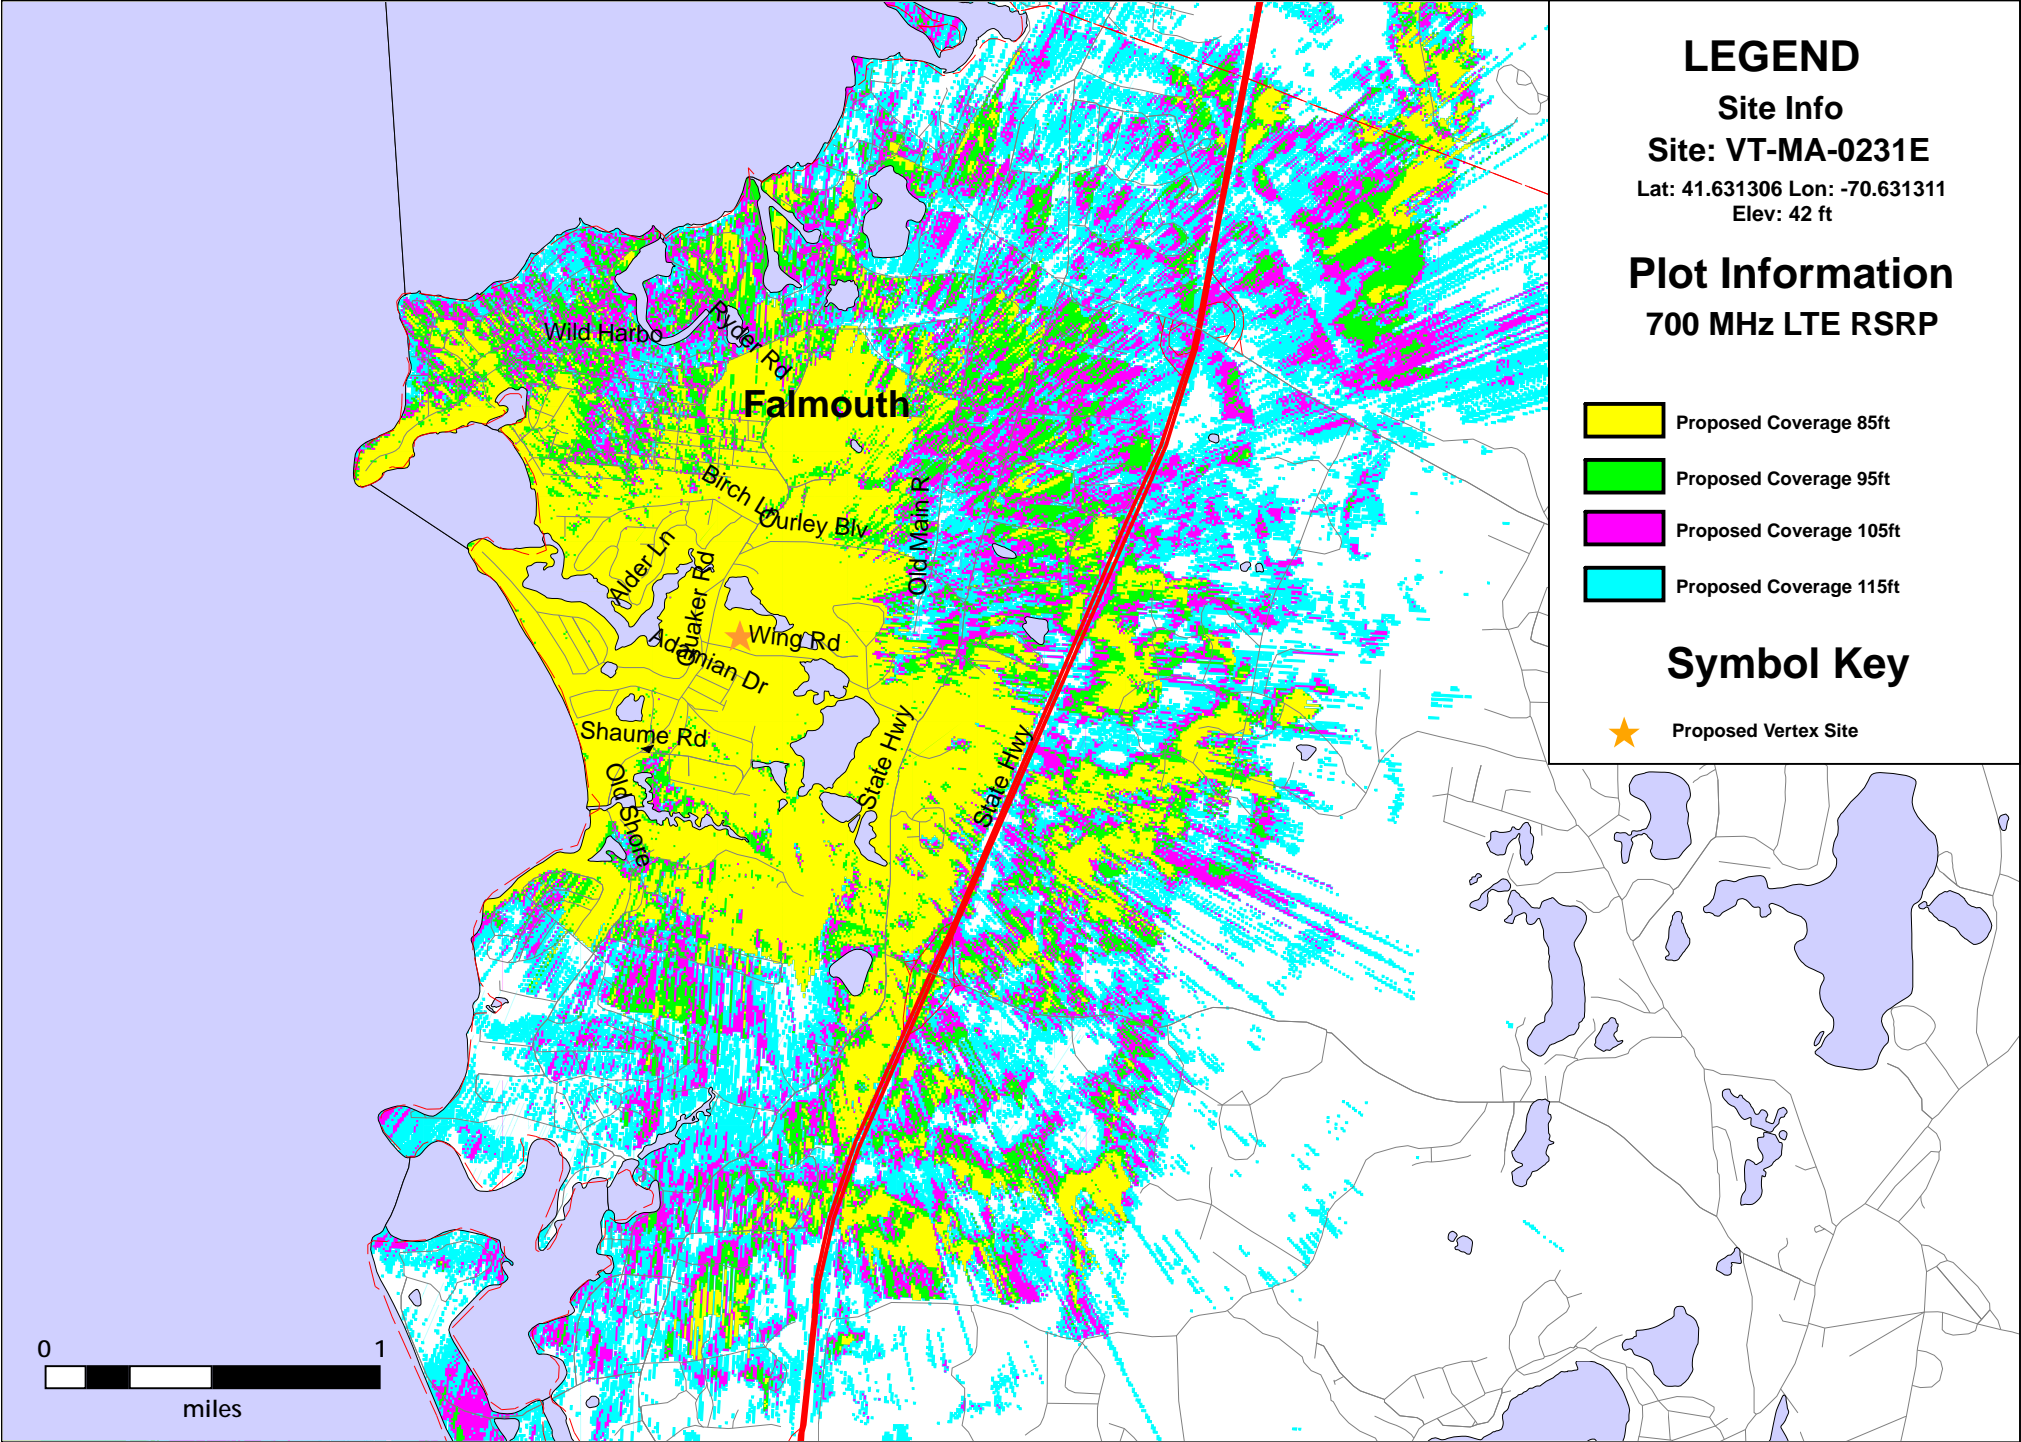 LEGEND
Site Info
Site: VT-MA-0231E
Lat: 41.631306 Lon: -70.631311
Elev: 42 ft
Plot Information
700 MHz LTE RSRP
Proposed Coverage 85ft
Proposed Coverage 95ft
Proposed Coverage 105ft
Proposed Coverage 115ft
Symbol Key
Proposed Vertex Site
Wild Harbo
Ryder Rd
Falmouth
Birch Ln
Curley Blv
Old Main R
Alder Ln
Quaker Rd
Wing Rd
Adamian Dr
Shaume Rd
State Hwy
State Hwy
Old Shore
0 1
miles